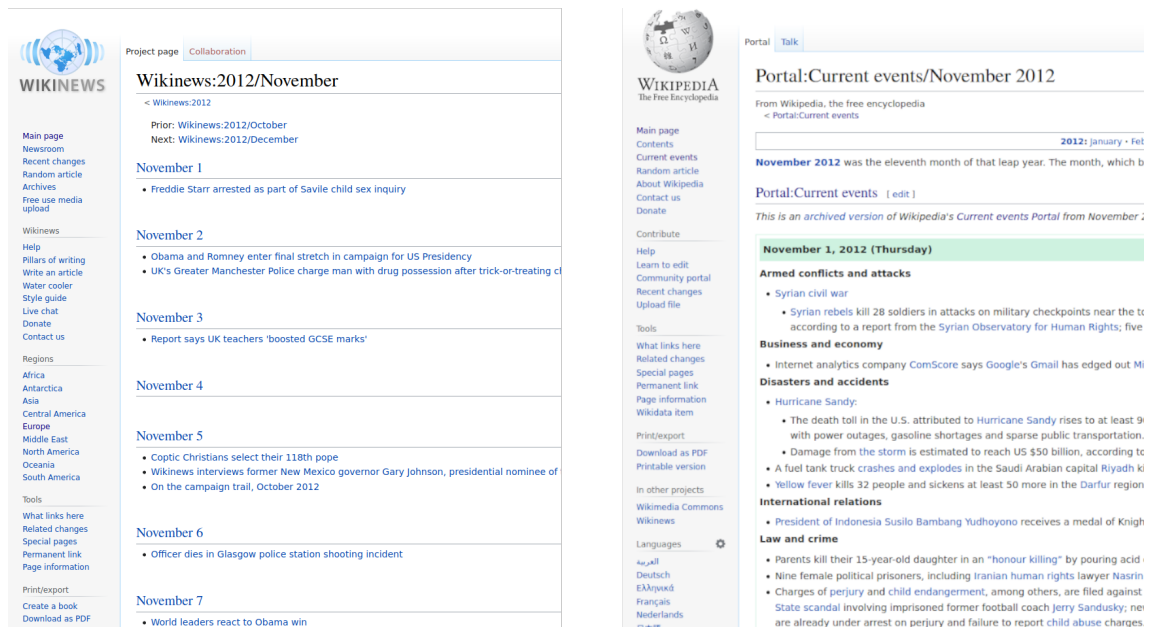 WIKINEWS
Main page
Newsroom
Recent changes
Random article
Archives
Free use media
upload
Wikinews
Help
Pillars of writing
Write an article
Water cooler
Style guide
Live chat
Donate
Contact us
Regions
Africa
Antarctica
Asia
Central America
Europe
Middle East
North America
Oceania
South America
Tools
What links here
Related changes
Special pages
Permanent link
Page information
Print/export
Create a book
Download as PDF
Project page Collaboration
Wikinews:2012/November
< Wikinews:2012
Prior: Wikinews:2012/October
Next: Wikinews:2012/December
November 1
• Freddie Starr arrested as part of Savile child sex inquiry
November 2
• Obama and Romney enter final stretch in campaign for US Presidency
• UK's Greater Manchester Police charge man with drug possession after trick-or-treating
November 3
• Report says UK teachers 'boosted GCSE marks'
November 4
November 5
• Coptic Christians select their 118th pope
• Wikinews interviews former New Mexico governor Gary Johnson, presidential nominee of
• On the campaign trail, October 2012
November 6
• Officer dies in Glasgow police station shooting incident
November 7
• World leaders react to Obama win
WIKIPEDIA
The Free Encyclopedia
Main page
Contents
Current events
Random article
About Wikipedia
Contact us
Donate
Contribute
Help
Learn to edit
Community portal
Recent changes
Upload file
Tools
What links here
Related changes
Special pages
Permanent link
Page information
Wikidata item
Print/export
Download as PDF
Printable version
In other projects
Wikimedia Commons
Wikinews
Languages
العربية
Deutsch
Ελληνικά
Français
Nederlands
Portal Talk
Portal:Current events/November 2012
From Wikipedia, the free encyclopedia
< Portal:Current events
2012: January • Feb
November 2012 was the eleventh month of that leap year. The month, which b
Portal:Current events [ edit ]
This is an archived version of Wikipedia's Current events Portal from November
November 1, 2012 (Thursday)
Armed conflicts and attacks
• Syrian civil war
• Syrian rebels kill 28 soldiers in attacks on military checkpoints near the
according to a report from the Syrian Observatory for Human Rights; five
Business and economy
• Internet analytics company ComScore says Google's Gmail has edged out Mi
Disasters and accidents
• Hurricane Sandy:
• The death toll in the U.S. attributed to Hurricane Sandy rises to at least
with power outages, gasoline shortages and sparse public transportation.
• Damage from the storm is estimated to reach US $50 billion, according to
• A fuel tank truck crashes and explodes in the Saudi Arabian capital Riyadh ki
• Yellow fever kills 32 people and sickens at least 50 more in the Darfur region
International relations
• President of Indonesia Susilo Bambang Yudhoyono receives a medal of Knigh
Law and crime
• Parents kill their 15-year-old daughter in an "honour killing" by pouring acid
• Nine female political prisoners, including Iranian human rights lawyer Nasrin
• Charges of perjury and child endangerment, among others, are filed against
State scandal involving imprisoned former football coach Jerry Sandusky;
are already under arrest on perjury and failure to report child abuse charges.